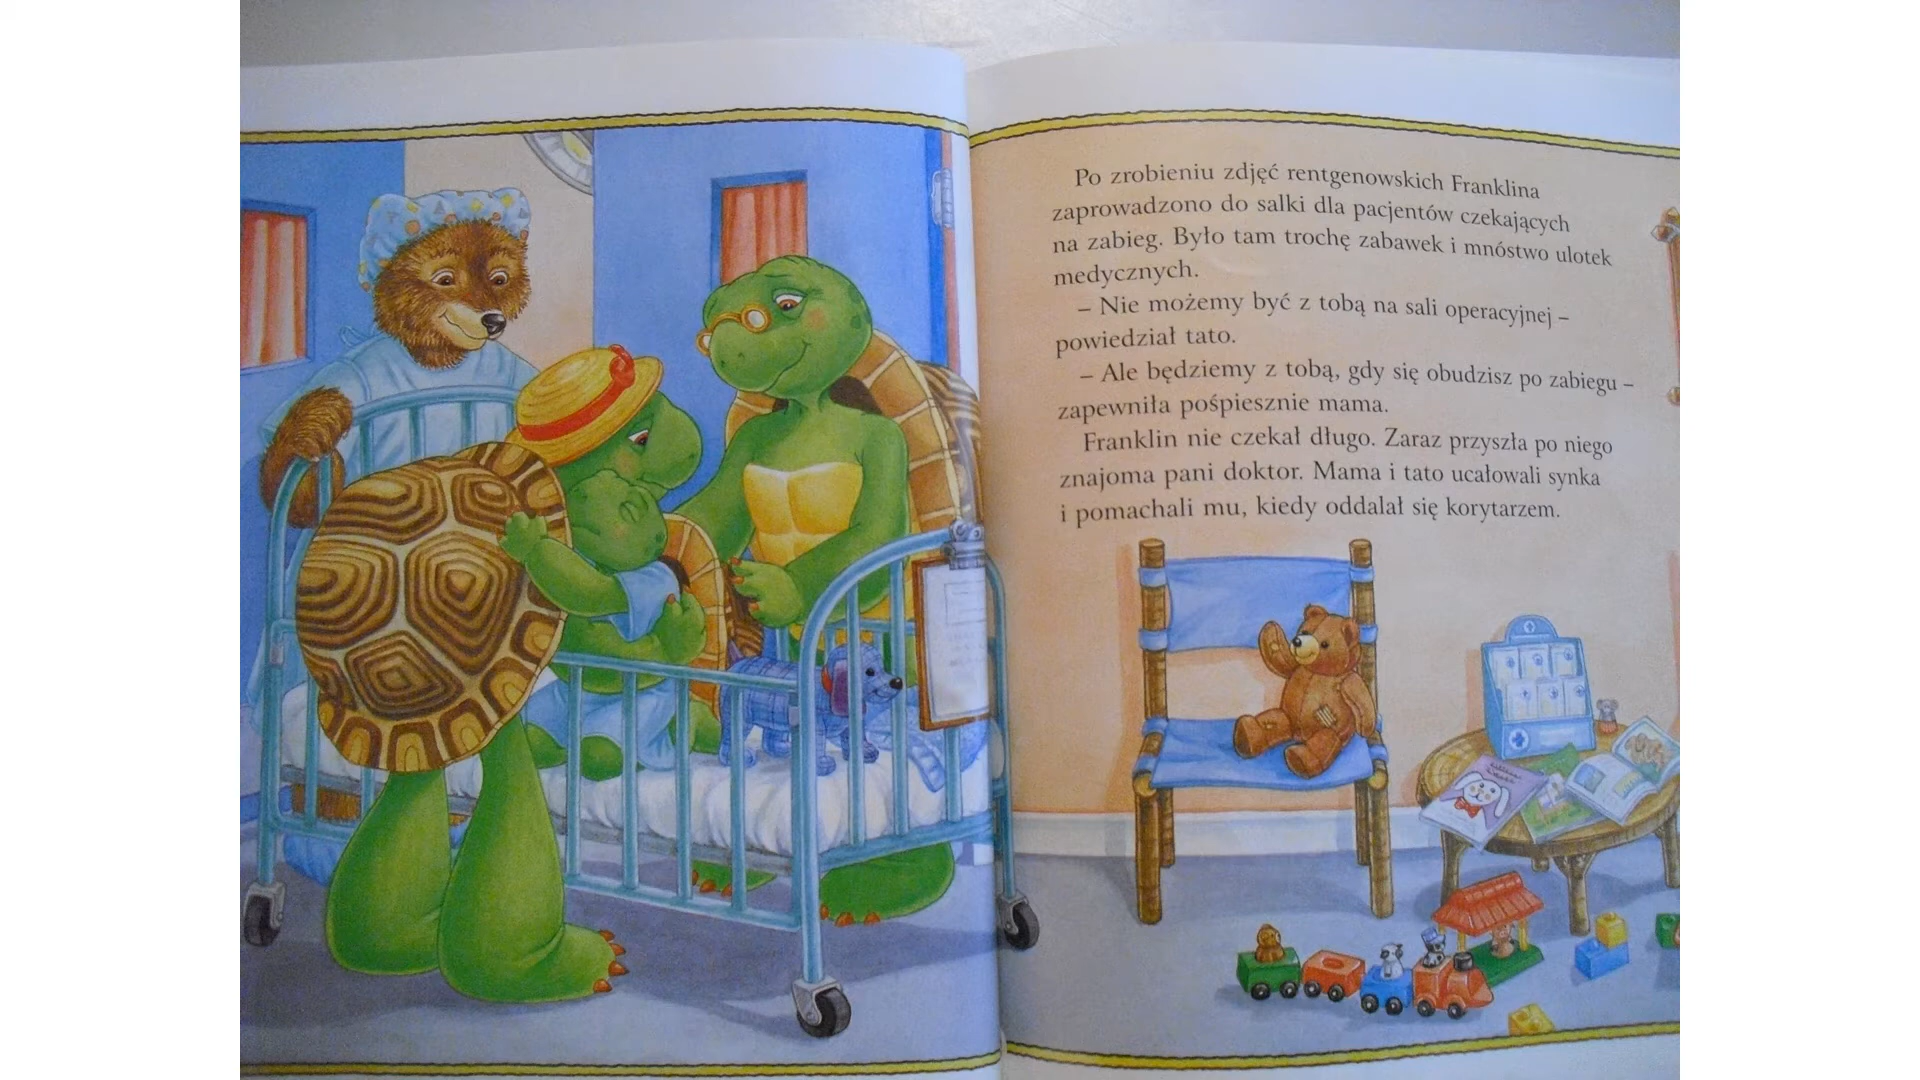 Po zrobieniu zdjęć rentgenowskich Franklina
zaprowadzono do salki dla pacjentów czekających
na zabieg. Było tam trochę zabawek i mnóstwo ulotek
medycznych.
– Nie możemy być z tobą na sali operacyjnej –
powiedział tato.
– Ale będziemy z tobą, gdy się obudzisz po zabiegu –
zapewniła pośpiesznie mama.
Franklin nie czekał długo. Zaraz przyszła po niego
znajoma pani doktor. Mama i tato ucałowali synka
i pomachali mu, kiedy oddalał się korytarzem.